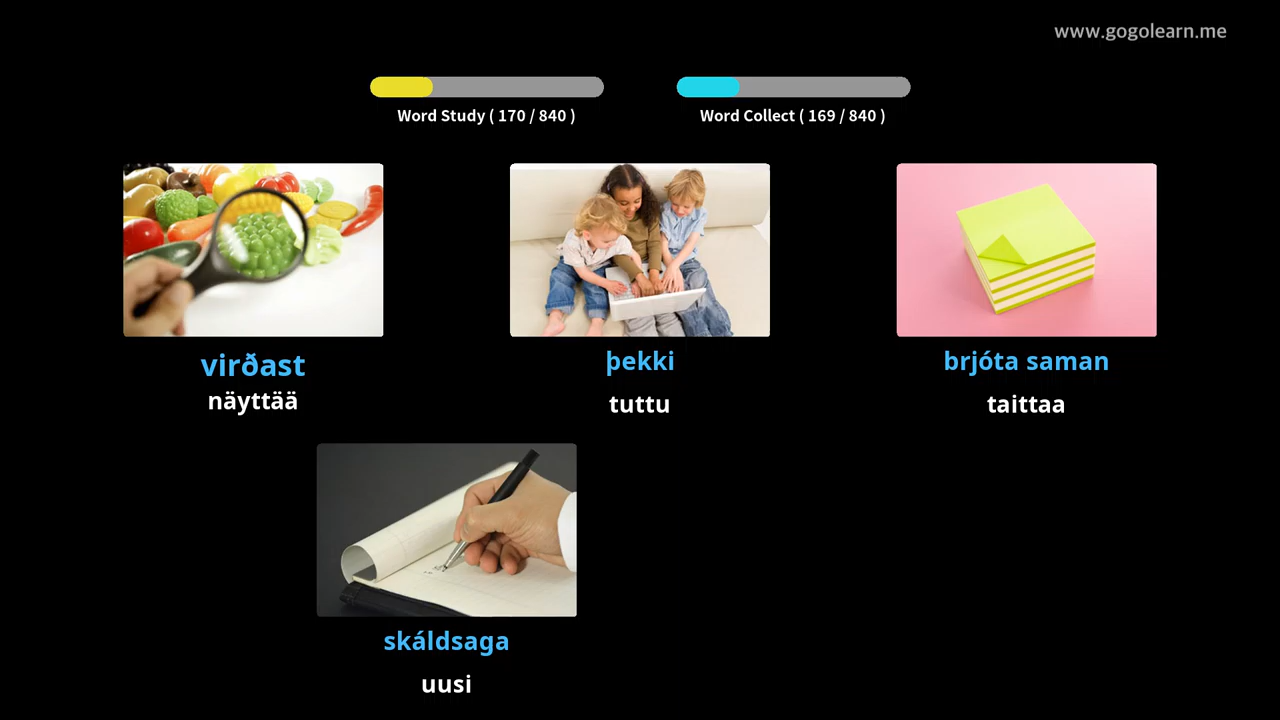 www.gogolearn.me
Word Study ( 170 / 840 )
Word Collect ( 169 / 840 )
virðast
näyttää
þekki
tuttu
brjóta saman
taittaa
skáldsaga
uusi